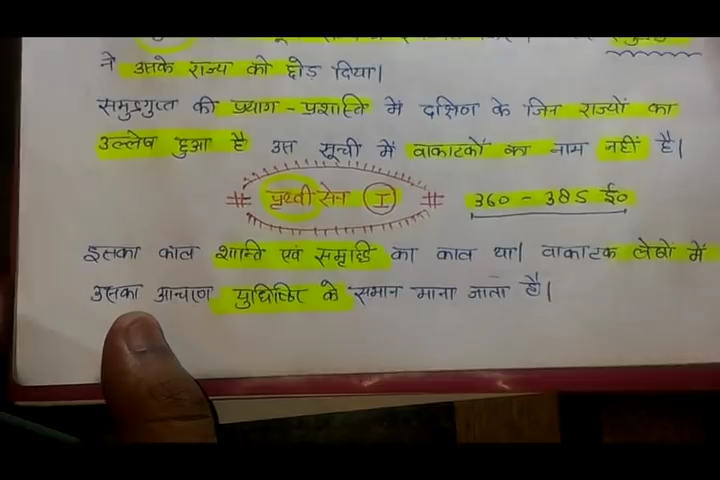 ने उसके राज्य को छोड़ दिया।
समुद्रगुप्त की प्रयाग - प्रशास्ति में दक्षिण के जिन राज्यों का
उल्लेख हुआ है उस सूची में वाकाटकों का नाम नहीं है।
# पृथ्वी सेन I # 360 - 385 ई०
इसका काल शान्ति एवं समृद्धि का काल था। वाकाटक लेखों में
उसका आचरण युधिष्ठिर के समान माना जाता है।